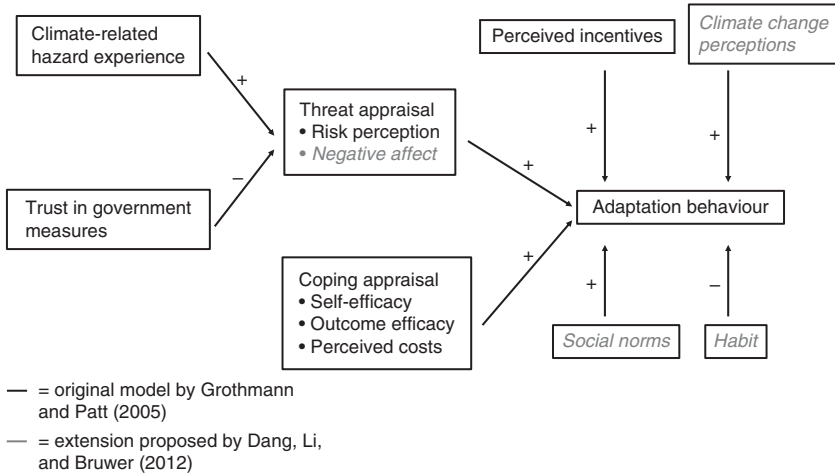 Climate-related
hazard experience
+
Trust in government
measures
−
Threat appraisal
• Risk perception
• Negative affect
+
Coping appraisal
• Self-efficacy
• Outcome efficacy
• Perceived costs
+
Perceived incentives
+
Climate change
perceptions
+
Adaptation behaviour
+
Social norms
−
Habit
= original model by Grothmann
and Patt (2005)
= extension proposed by Dang, Li,
and Bruwer (2012)